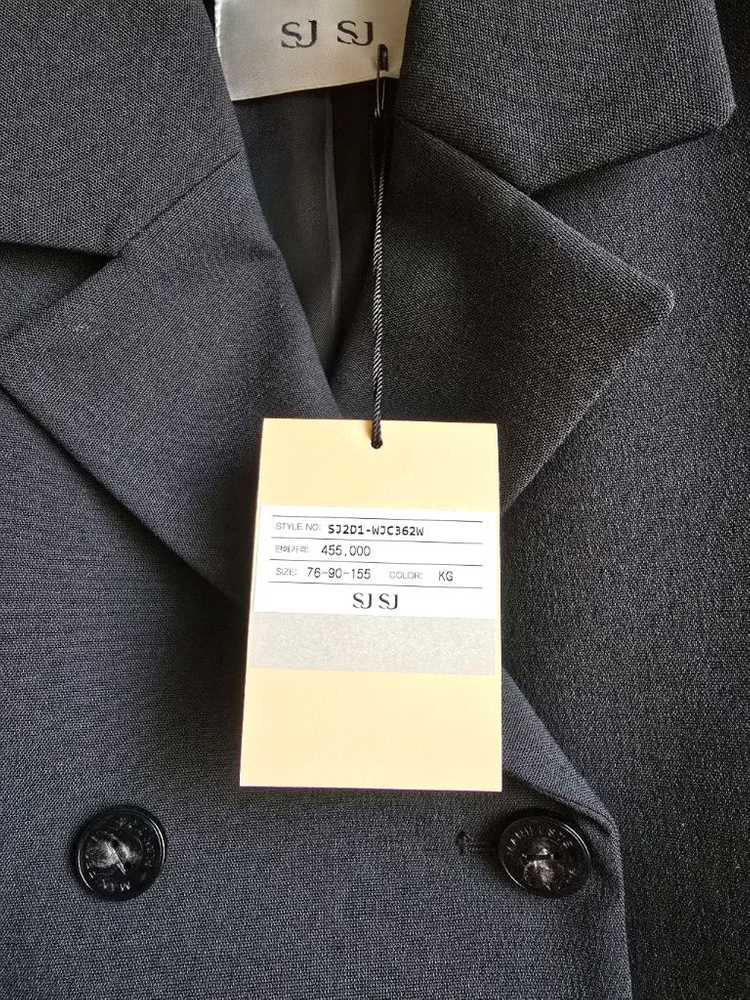 SJ SJ
STYLE NO: SJ2D1-WJC362W
판매가격: 455,000
SIZE: 76-90-155 COLOR: KG
SJ SJ